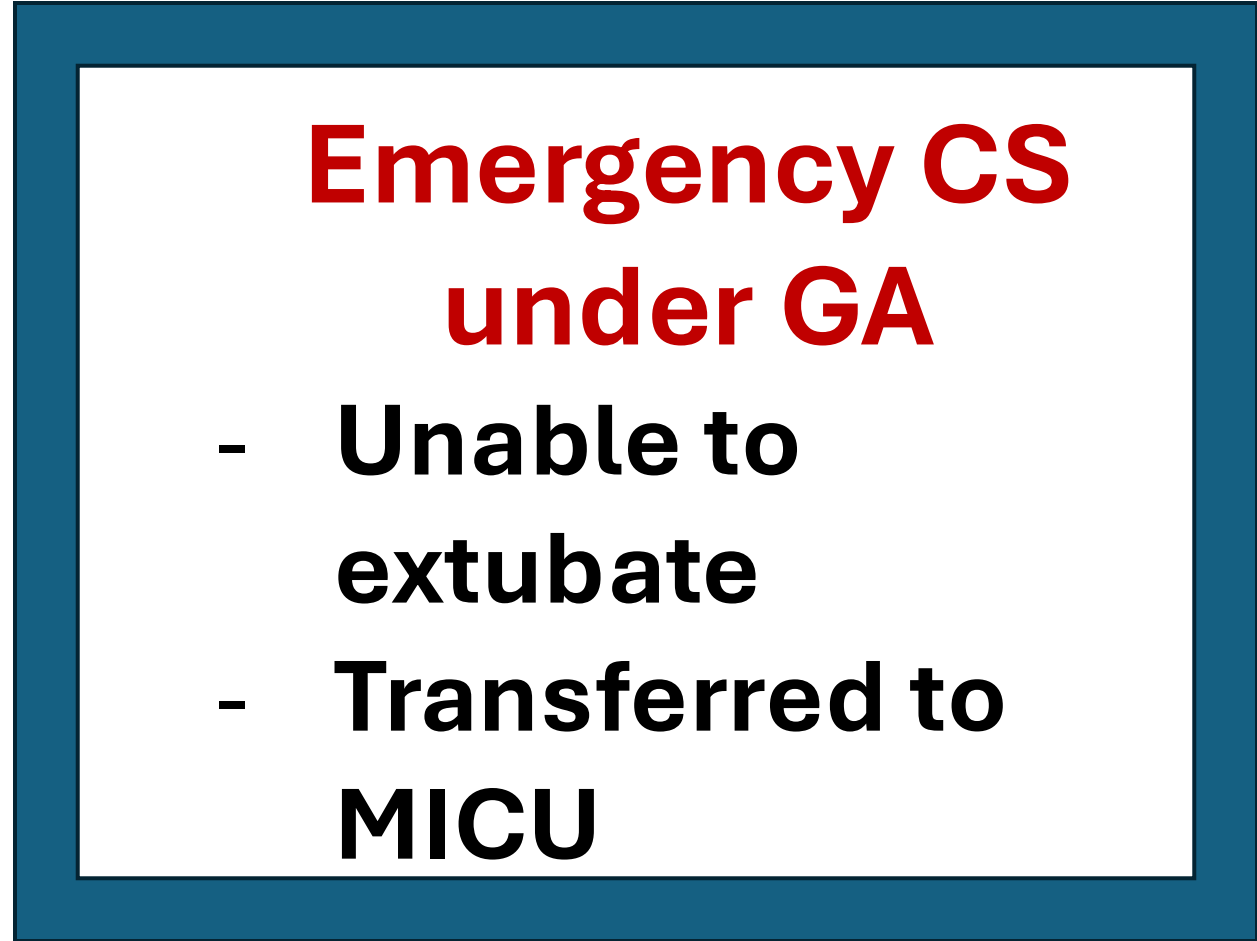 Emergency CS
under GA
- Unable to
extubate
- Transferred to
MICU